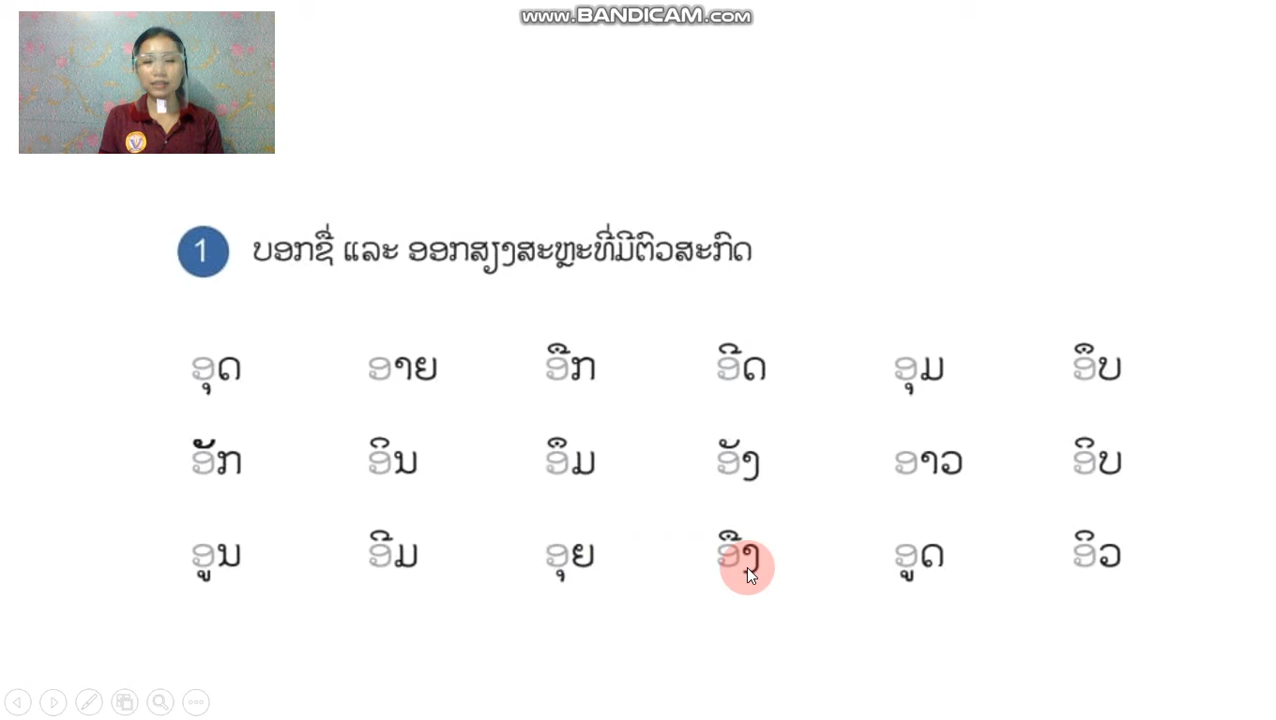 www.BANDICAM.com
1 ບອກຊື່ ແລະ ອອກສຽງສະຫຼະທີ່ມີຕົວສະກົດ
ອຸດ ອາຍ ອືກ ອີດ ອຸມ ອຶບ
ອັກ ອິນ ອຶມ ອັງ ອາວ ອິບ
ອູນ ອີມ ອຸຍ ອືງ ອູດ ອິວ